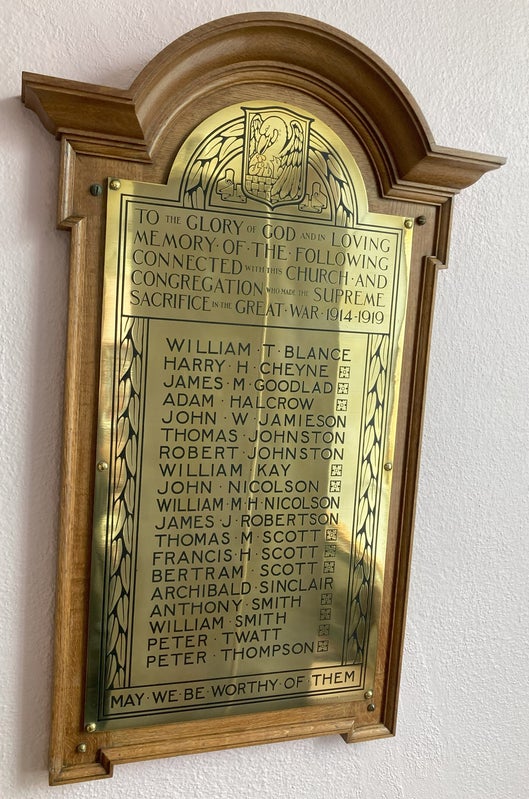 TO THE GLORY OF GOD AND IN LOVING
MEMORY·OF·THE·FOLLOWING
CONNECTED WITH THIS CHURCH·AND
CONGREGATION WHO MADE THE SUPREME
SACRIFICE IN THE GREAT·WAR·1914-1919
WILLIAM·T·BLANCE
HARRY·H·CHEYNE
JAMES·M·GOODLAD
ADAM·HALCROW
JOHN·W·JAMIESON
THOMAS·JOHNSTON
ROBERT·JOHNSTON
WILLIAM·KAY
JOHN·NICOLSON
WILLIAM·M·H·NICOLSON
JAMES·J·ROBERTSON
THOMAS·M·SCOTT
FRANCIS·H·SCOTT
BERTRAM·SCOTT
ARCHIBALD·SINCLAIR
ANTHONY·SMITH
WILLIAM·SMITH
PETER·TWATT
PETER·THOMPSON
MAY·WE·BE·WORTHY·OF·THEM